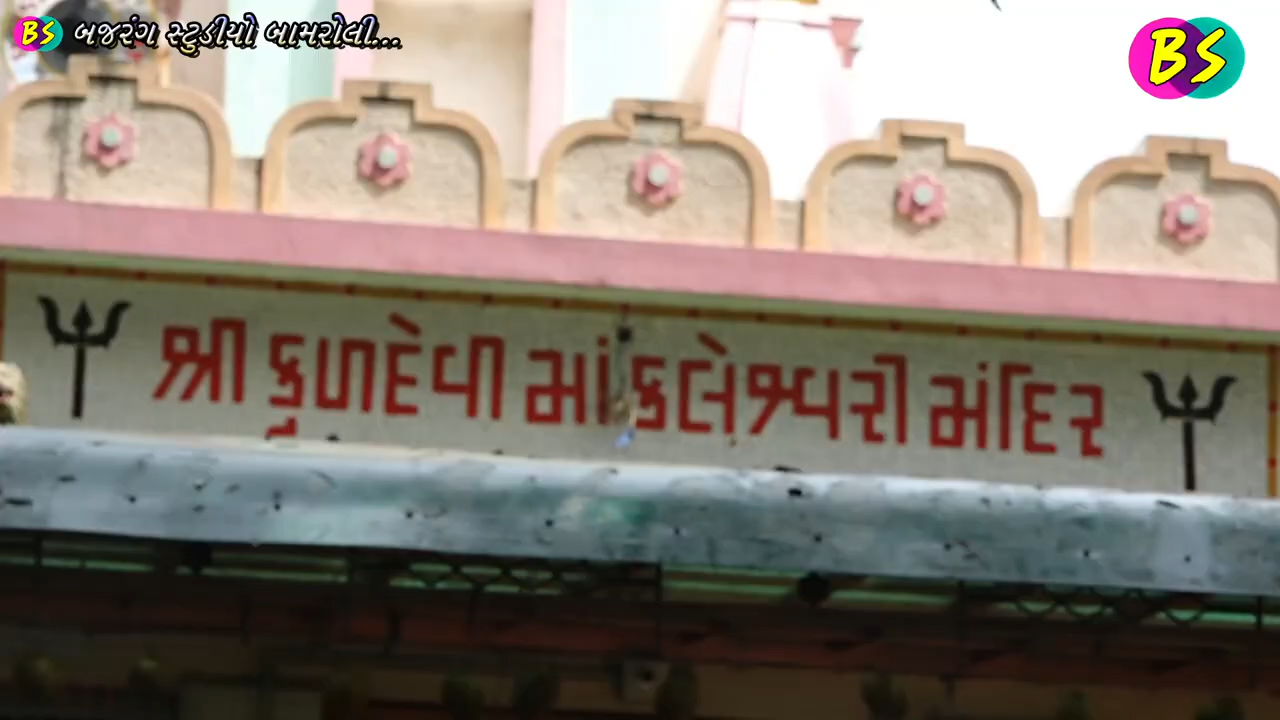 BS બજરંગ સ્ટુડીયો બામરોલી...
BS
શ્રી કુળદેવી માં કલેશ્વરી મંદિર